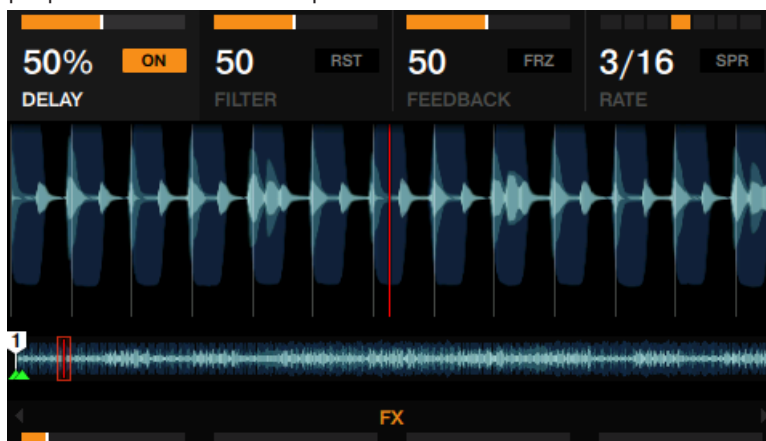 50% ON 50 RST 50 FRZ 3/16 SPR
DELAY FILTER FEEDBACK RATE
1
FX